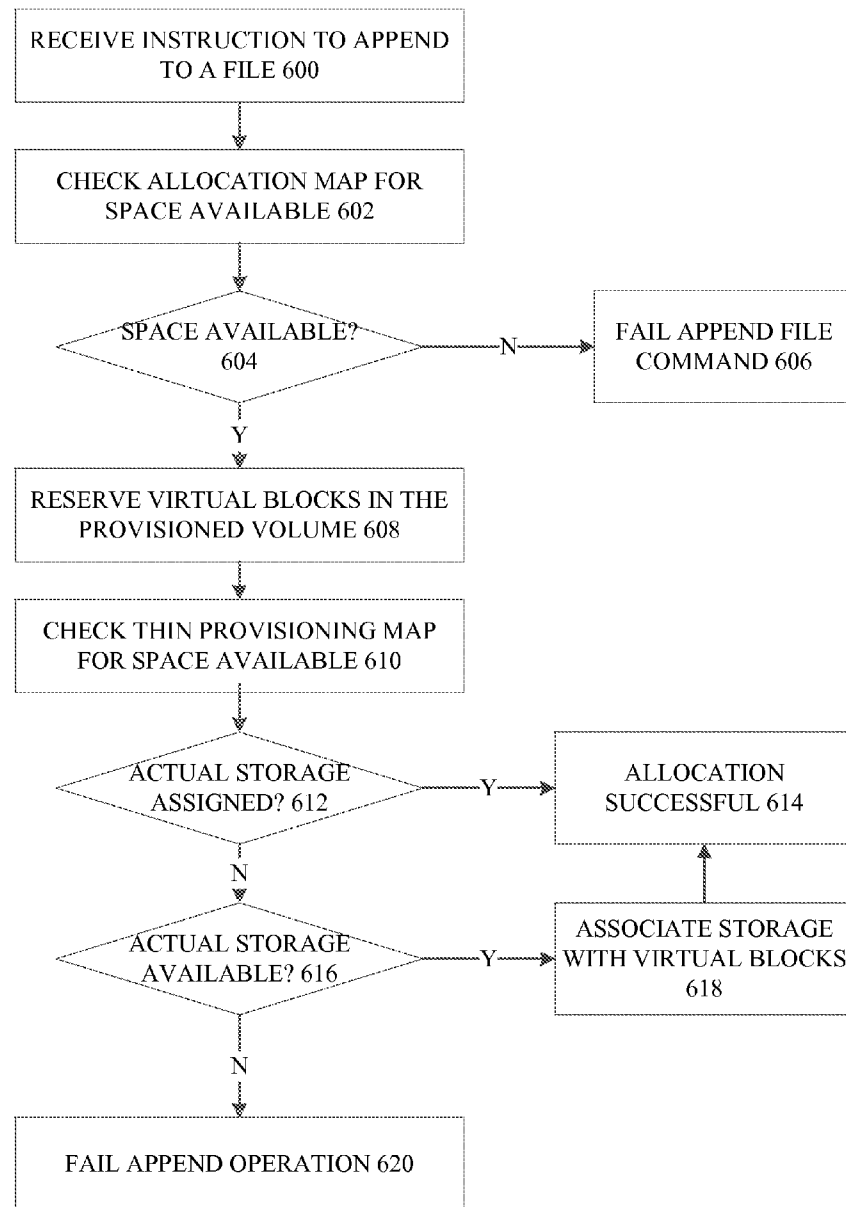 RECEIVE INSTRUCTION TO APPEND
TO A FILE 600
CHECK ALLOCATION MAP FOR
SPACE AVAILABLE 602
SPACE AVAILABLE?
604
N
FAIL APPEND FILE
COMMAND 606
Y
RESERVE VIRTUAL BLOCKS IN THE
PROVISIONED VOLUME 608
CHECK THIN PROVISIONING MAP
FOR SPACE AVAILABLE 610
ACTUAL STORAGE
ASSIGNED? 612
Y
ALLOCATION
SUCCESSFUL 614
N
ACTUAL STORAGE
AVAILABLE? 616
Y
ASSOCIATE STORAGE
WITH VIRTUAL BLOCKS
618
N
FAIL APPEND OPERATION 620